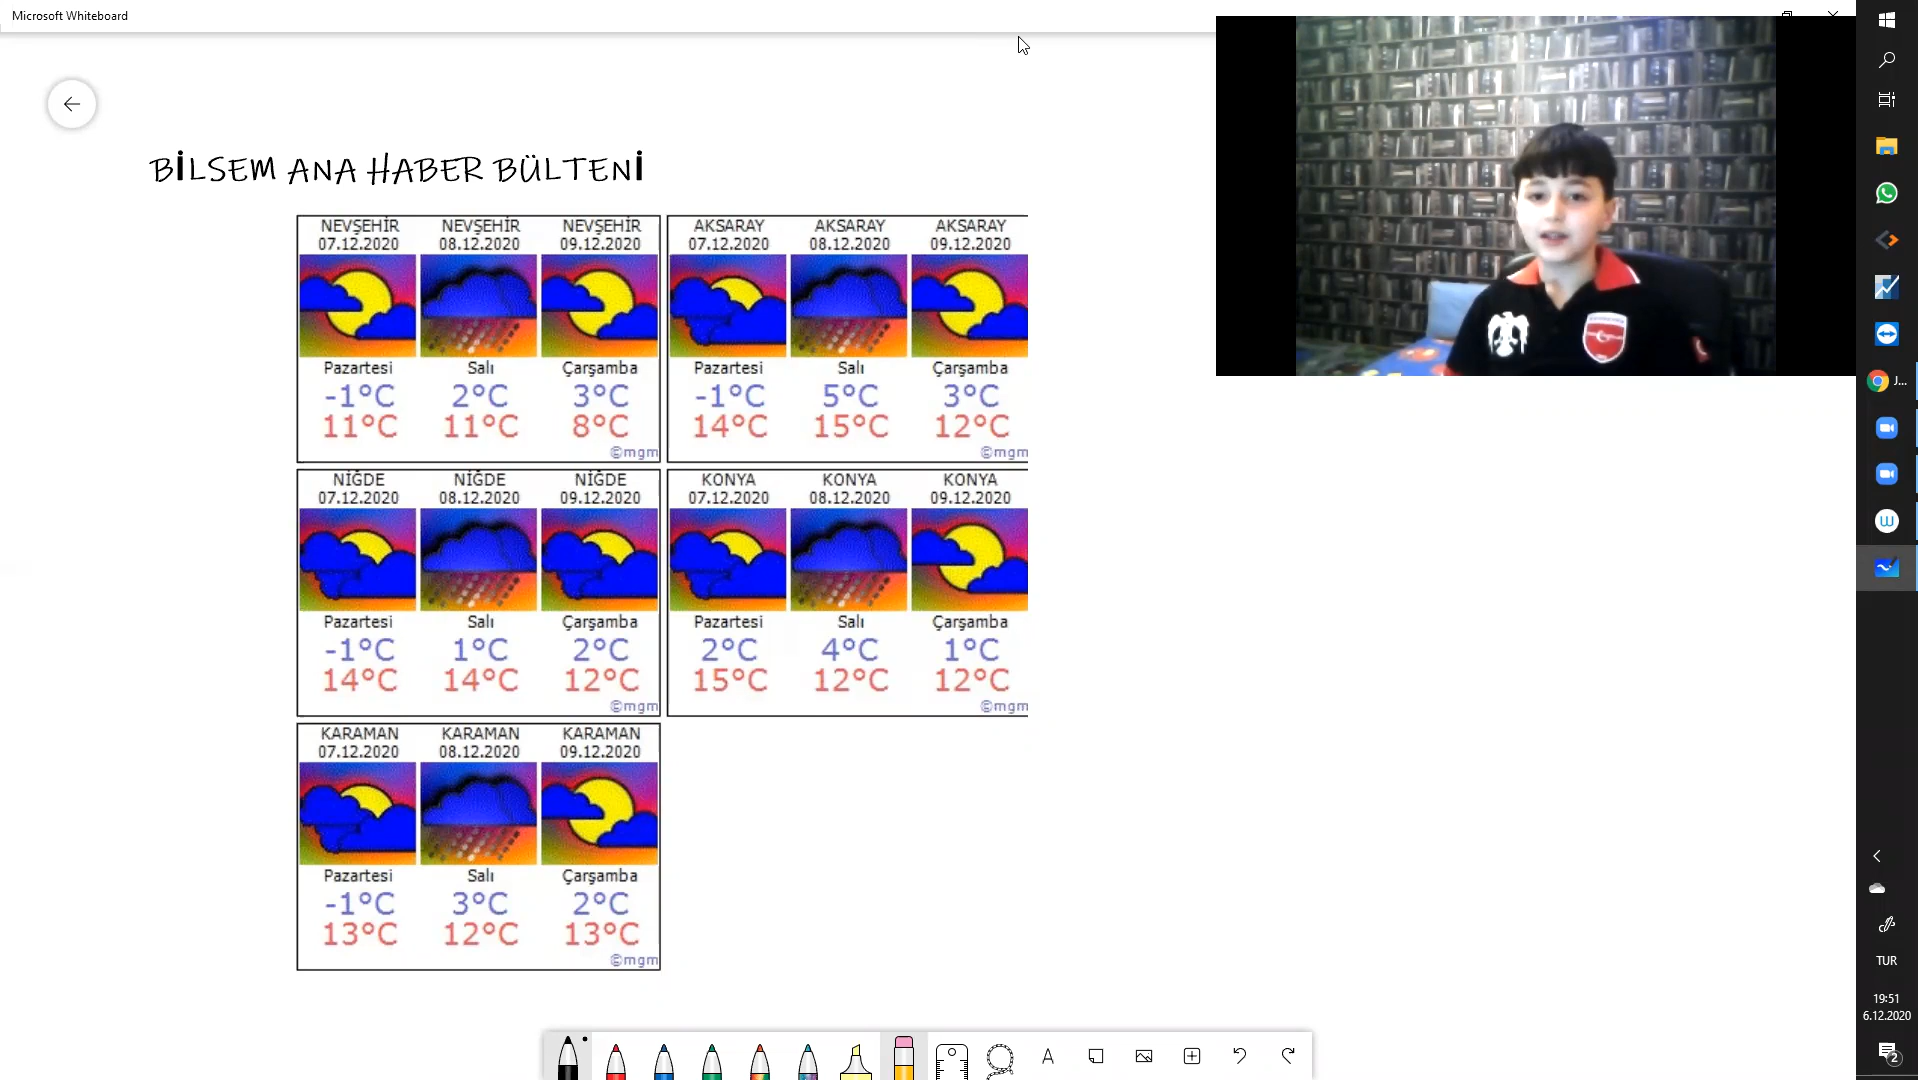 Microsoft Whiteboard
BİLSEM ANA HABER BÜLTENİ
NEVŞEHİR NEVŞEHİR NEVŞEHİR
07.12.2020 08.12.2020 09.12.2020
Pazartesi Salı Çarşamba
-1°C 2°C 3°C
11°C 11°C 8°C
©mgm
AKSARAY AKSARAY AKSARAY
07.12.2020 08.12.2020 09.12.2020
Pazartesi Salı Çarşamba
-1°C 5°C 3°C
14°C 15°C 12°C
©mgm
NİĞDE NİĞDE NİĞDE
07.12.2020 08.12.2020 09.12.2020
Pazartesi Salı Çarşamba
-1°C 1°C 2°C
14°C 14°C 12°C
©mgm
KONYA KONYA KONYA
07.12.2020 08.12.2020 09.12.2020
Pazartesi Salı Çarşamba
2°C 4°C 1°C
15°C 12°C 12°C
©mgm
KARAMAN KARAMAN KARAMAN
07.12.2020 08.12.2020 09.12.2020
Pazartesi Salı Çarşamba
-1°C 3°C 2°C
13°C 12°C 13°C
©mgm
J...
TUR
19:51
6.12.2020
2